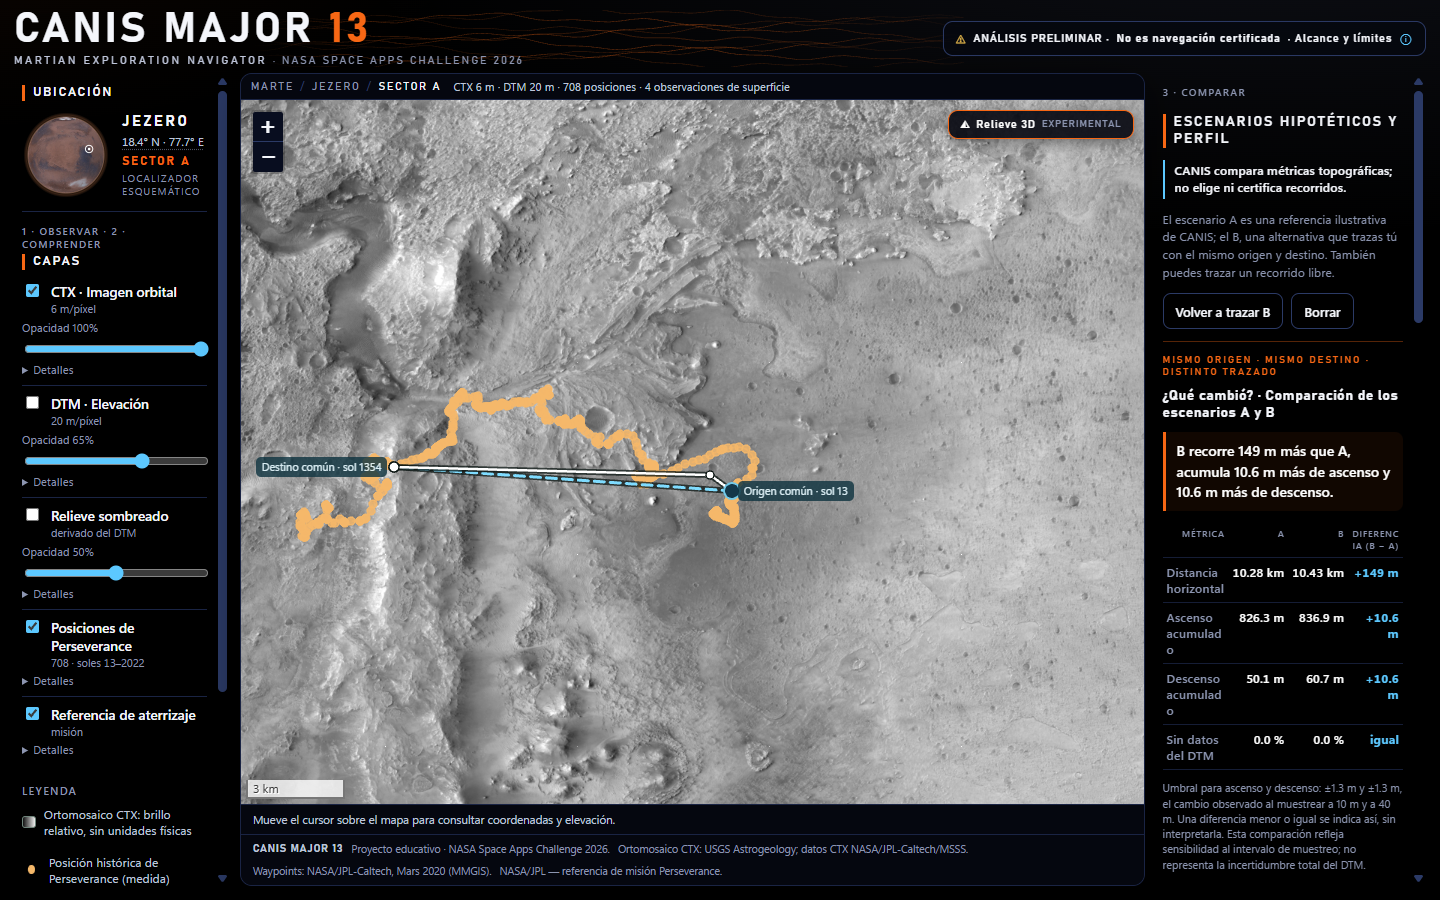 CANIS MAJOR 13
MARTIAN EXPLORATION NAVIGATOR · NASA SPACE APPS CHALLENGE 2026
ANÁLISIS PRELIMINAR · No es navegación certificada · Alcance y límites
UBICACIÓN
JEZERO
18.4° N · 77.7° E
SECTOR A
LOCALIZADOR
ESQUEMÁTICO
1 · OBSERVAR · 2 ·
COMPRENDER
CAPAS
CTX · Imagen orbital
6 m/píxel
Opacidad 100%
Detalles
DTM · Elevación
20 m/píxel
Opacidad 65%
Detalles
Relieve sombreado
derivado del DTM
Opacidad 50%
Detalles
Posiciones de
Perseverance
708 · soles 13–2022
Detalles
Referencia de aterrizaje
misión
Detalles
LEYENDA
Ortomosaico CTX: brillo
relativo, sin unidades físicas
Posición histórica de
Perseverance (medida)
MARTE / JEZERO / SECTOR A CTX 6 m · DTM 20 m · 708 posiciones · 4 observaciones de superficie
+
−
Relieve 3D EXPERIMENTAL
Destino común · sol 1354
Origen común · sol 13
3 km
Mueve el cursor sobre el mapa para consultar coordenadas y elevación.
CANIS MAJOR 13 Proyecto educativo · NASA Space Apps Challenge 2026. Ortomosaico CTX: USGS Astrogeology; datos CTX NASA/JPL-Caltech/MSSS.
Waypoints: NASA/JPL-Caltech, Mars 2020 (MMGIS). NASA/JPL — referencia de misión Perseverance.
3 · COMPARAR
ESCENARIOS HIPOTÉTICOS Y
PERFIL
CANIS compara métricas topográficas;
no elige ni certifica recorridos.
El escenario A es una referencia ilustrativa
de CANIS; el B, una alternativa que trazas tú
con el mismo origen y destino. También
puedes trazar un recorrido libre.
Volver a trazar B
Borrar
MISMO ORIGEN · MISMO DESTINO ·
DISTINTO TRAZADO
¿Qué cambió? · Comparación de los
escenarios A y B
B recorre 149 m más que A,
acumula 10.6 m más de ascenso y
10.6 m más de descenso.
MÉTRICA A B DIFERENC
IA (B − A)
Distancia 10.28 km 10.43 km +149 m
horizontal
Ascenso 826.3 m 836.9 m +10.6
acumulad m
o
Descenso 50.1 m 60.7 m +10.6
acumulad m
o
Sin datos 0.0 % 0.0 % igual
del DTM
Umbral para ascenso y descenso: ±1.3 m y ±1.3 m,
el cambio observado al muestrear a 10 m y a 40
m. Una diferencia menor o igual se indica así, sin
interpretarla. Esta comparación refleja
sensibilidad al intervalo de muestreo; no
representa la incertidumbre total del DTM.